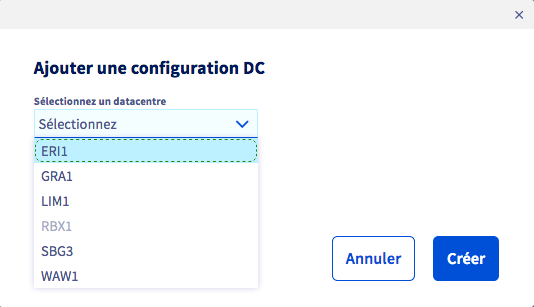 Ajouter une configuration DC
Sélectionnez un datacentre
Sélectionnez
ERI1
GRA1
LIM1
RBX1
SBG3
WAW1
Annuler
Créer